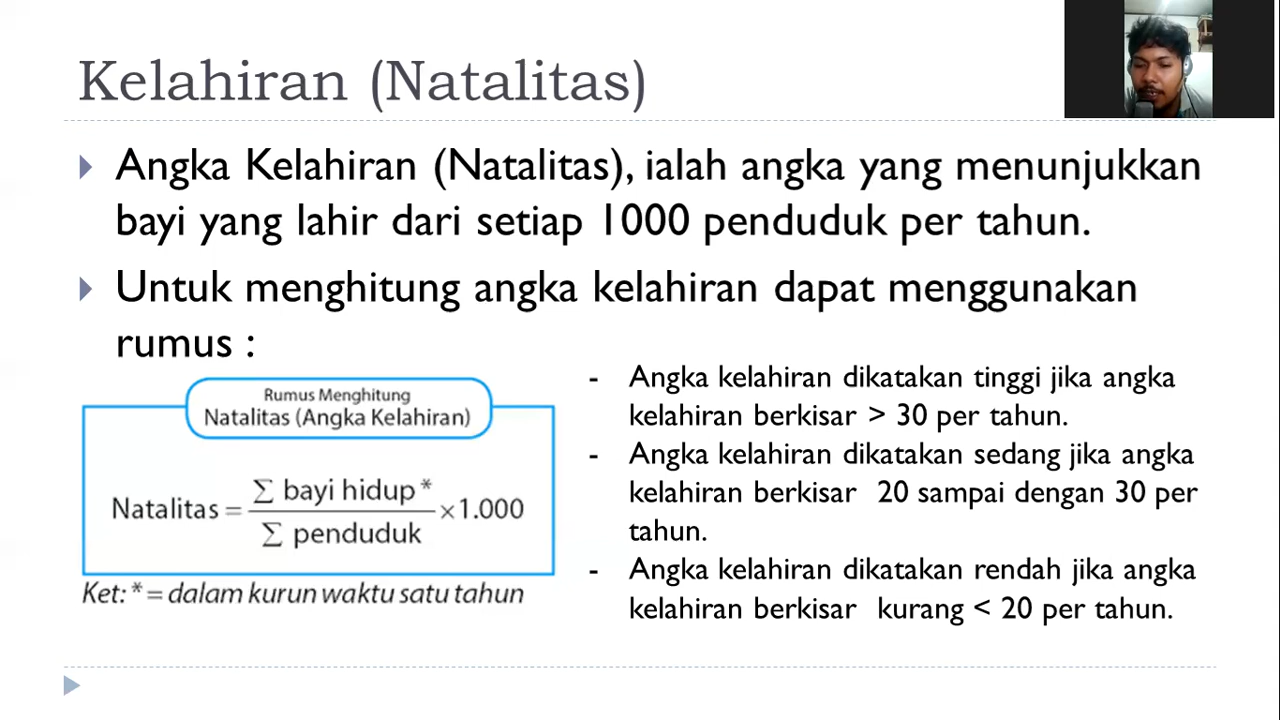 Kelahiran (Natalitas)
Angka Kelahiran (Natalitas), ialah angka yang menunjukkan
bayi yang lahir dari setiap 1000 penduduk per tahun.
Untuk menghitung angka kelahiran dapat menggunakan
rumus :
Rumus Menghitung
Natalitas (Angka Kelahiran)
Natalitas = ∑ bayi hidup * / ∑ penduduk ×1.000
Ket: * = dalam kurun waktu satu tahun
- Angka kelahiran dikatakan tinggi jika angka
kelahiran berkisar > 30 per tahun.
- Angka kelahiran dikatakan sedang jika angka
kelahiran berkisar 20 sampai dengan 30 per
tahun.
- Angka kelahiran dikatakan rendah jika angka
kelahiran berkisar kurang < 20 per tahun.